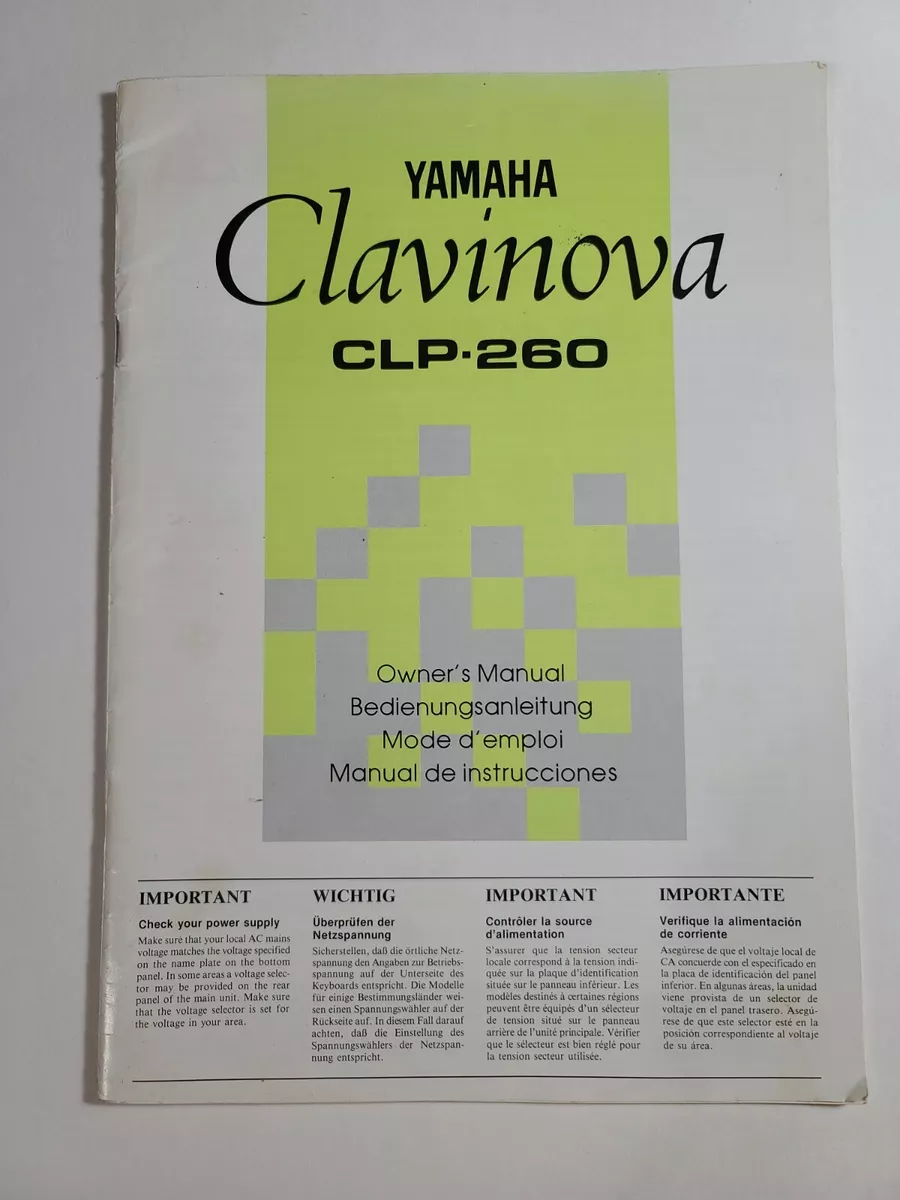 YAMAHA
Clavinova
CLP-260
Owner's Manual
Bedienungsanleitung
Mode d'emploi
Manual de instrucciones
IMPORTANT
Check your power supply
Make sure that your local AC mains
voltage matches the voltage specified
on the name plate on the bottom
panel. In some areas a voltage selec-
tor may be provided on the rear
panel of the main unit. Make sure
that the voltage selector is set for
the voltage in your area.
WICHTIG
Überprüfen der
Netzspannung
Sicherstellen, daß die örtliche Netz-
spannung den Angaben zur Betriebs-
spannung auf der Unterseite des
Keyboards entspricht. Die Modelle
für einige Bestimmungsländer wei-
sen einen Spannungswähler auf der
Rückseite auf. In diesem Fall darauf
achten, daß die Einstellung des
Spannungswählers der Netzspan-
nung entspricht.
IMPORTANT
Contrôler la source
d'alimentation
S'assurer que la tension secteur
locale correspond à la tension indi-
quée sur la plaque d'identification
située sur le panneau inférieur. Les
modèles destinés à certaines régions
peuvent être équipés d'un sélecteur
de tension situé sur le panneau
arrière de l'unité principale. Vérifier
que le sélecteur est bien réglé pour
la tension secteur utilisée.
IMPORTANTE
Verifique la alimentación
de corriente
Asegúrese de que el voltaje local de
CA concuerde con el especificado en
la placa de identificación del panel
inferior. En algunas áreas, la unidad
viene provista de un selector de
voltaje en el panel trasero. Asegú-
rese de que este selector esté en la
posición correspondiente al voltaje
de su área.